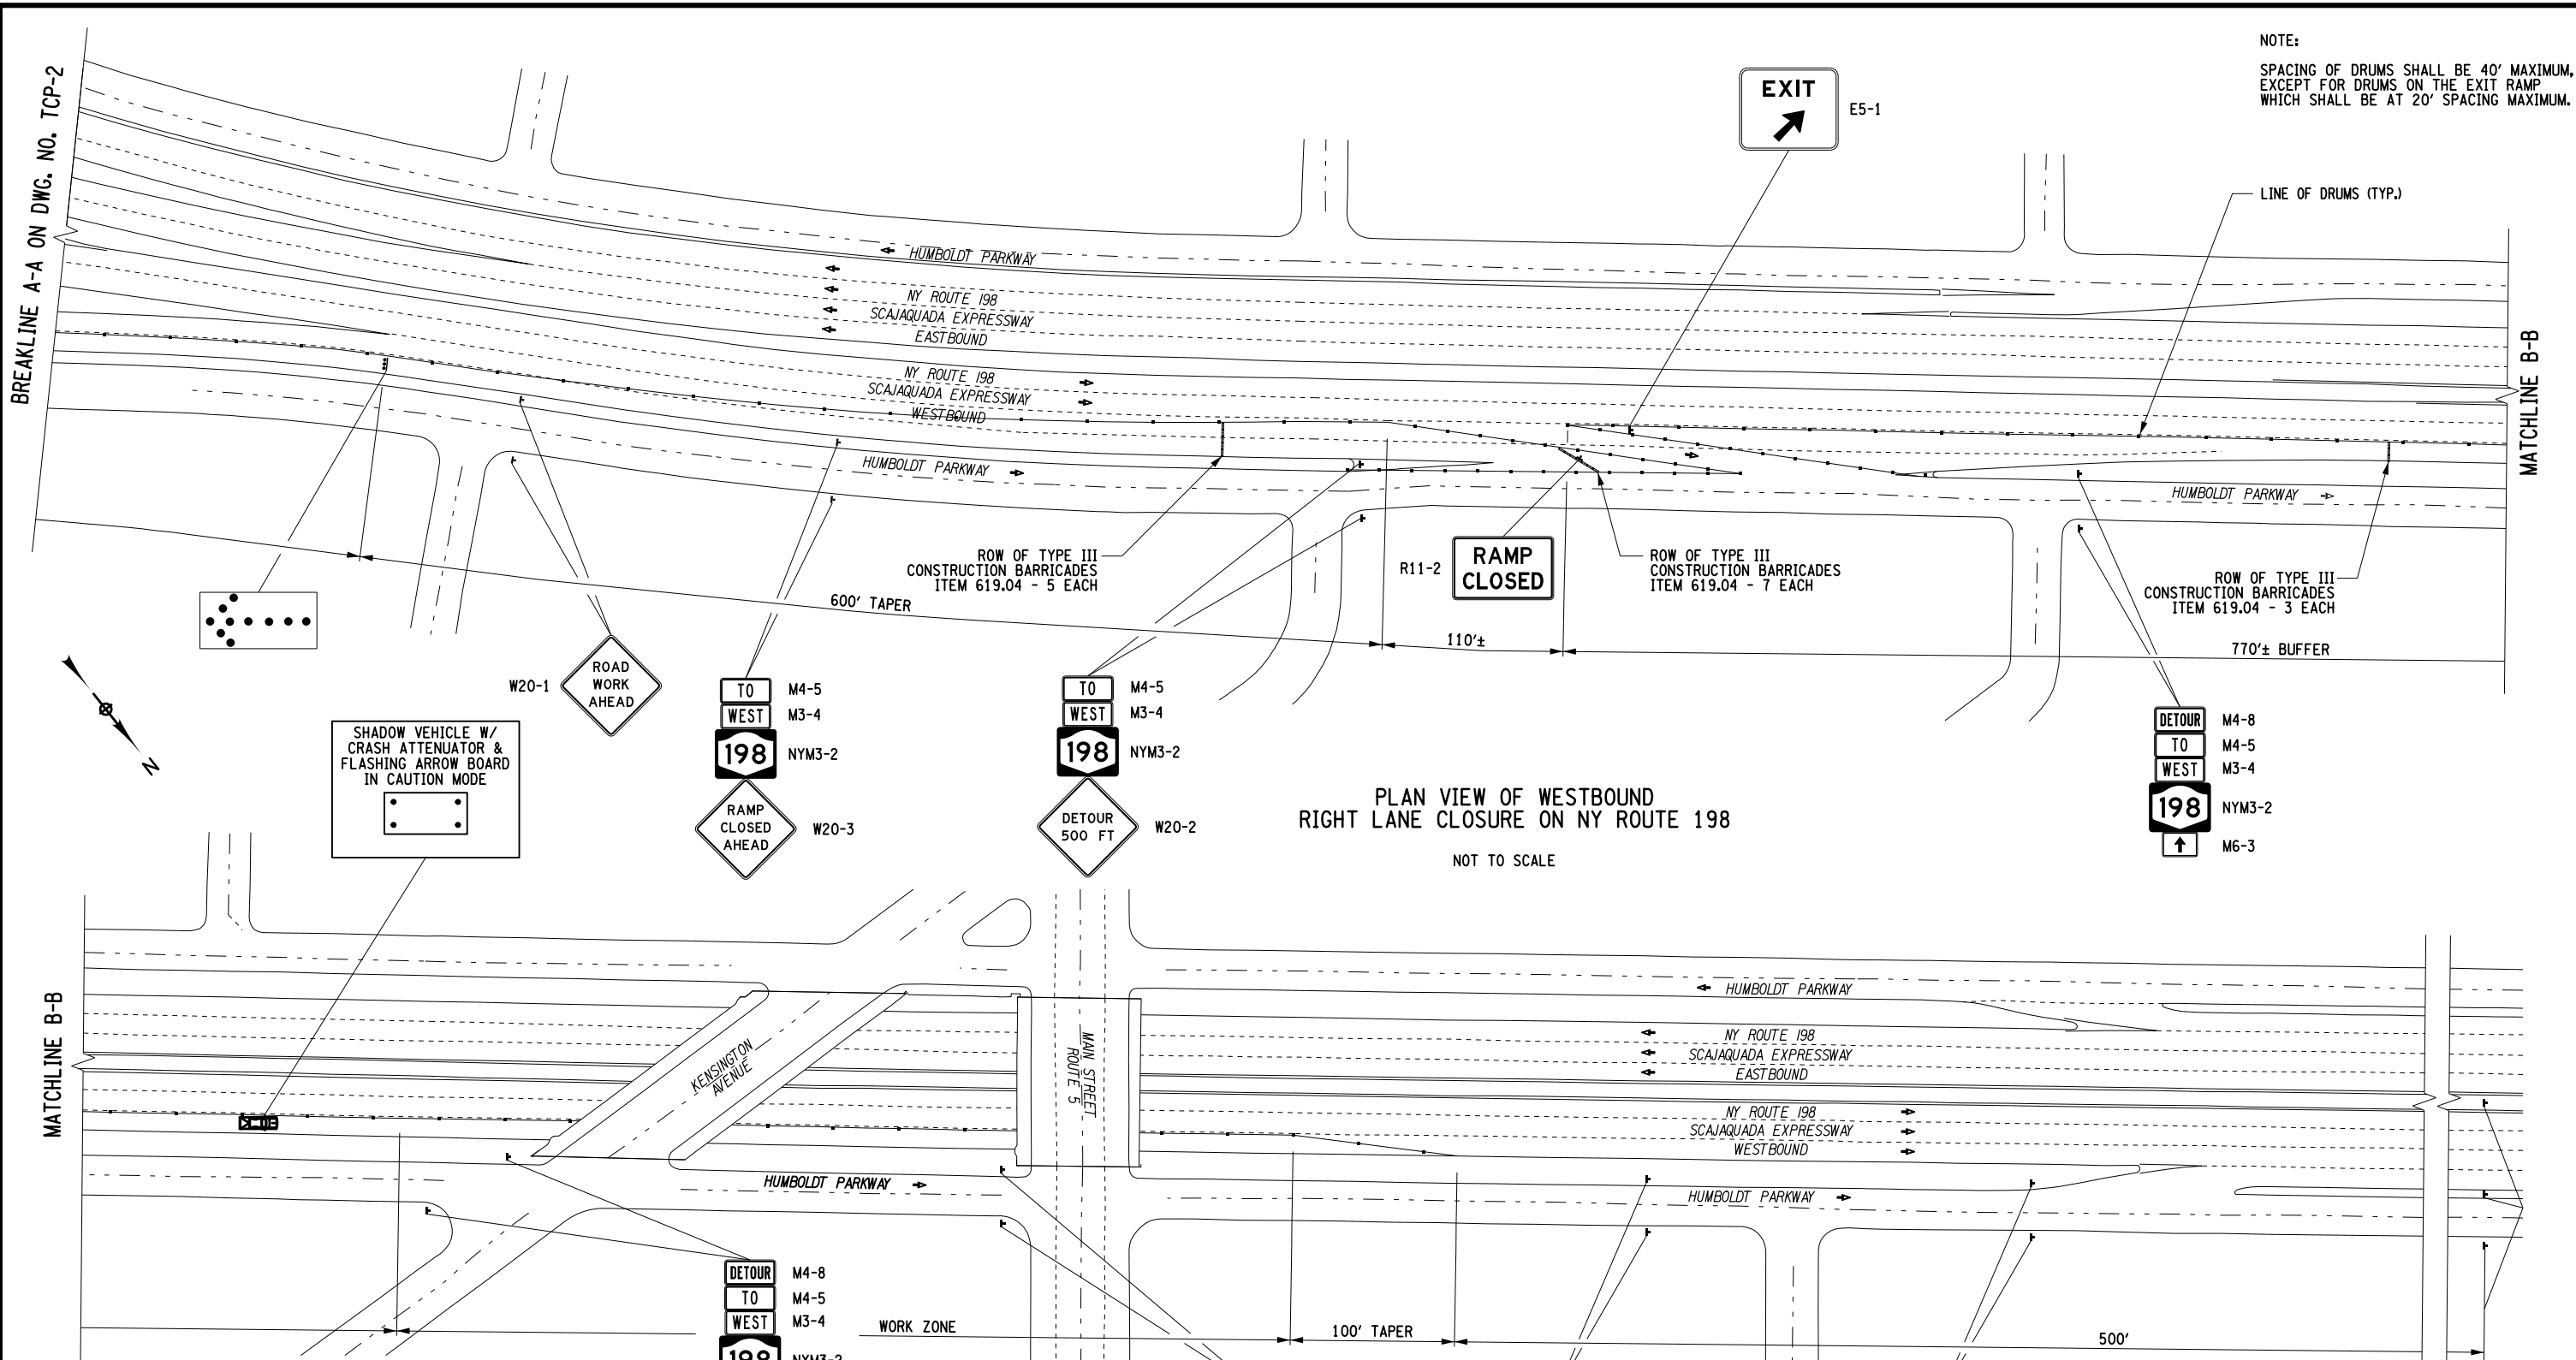 NOTE:
SPACING OF DRUMS SHALL BE 40' MAXIMUM,
EXCEPT FOR DRUMS ON THE EXIT RAMP
WHICH SHALL BE AT 20' SPACING MAXIMUM.
BREAKLINE A-A ON DWG. NO. TCP-2
EXIT
E5-1
LINE OF DRUMS (TYP.)
HUMBOLDT PARKWAY
NY ROUTE 198
SCAJAQUADA EXPRESSWAY
EASTBOUND
NY ROUTE 198
SCAJAQUADA EXPRESSWAY
WESTBOUND
HUMBOLDT PARKWAY
HUMBOLDT PARKWAY
MATCHLINE B-B
ROW OF TYPE III
CONSTRUCTION BARRICADES
ITEM 619.04 - 5 EACH
R11-2
RAMP
CLOSED
ROW OF TYPE III
CONSTRUCTION BARRICADES
ITEM 619.04 - 7 EACH
ROW OF TYPE III
CONSTRUCTION BARRICADES
ITEM 619.04 - 3 EACH
600' TAPER
110'±
770'± BUFFER
W20-1
ROAD
WORK
AHEAD
N
TO M4-5
WEST M3-4
198 NYM3-2
RAMP
CLOSED
AHEAD
W20-3
TO M4-5
WEST M3-4
198 NYM3-2
DETOUR
500 FT
W20-2
DETOUR M4-8
TO M4-5
WEST M3-4
198 NYM3-2
M6-3
SHADOW VEHICLE W/
CRASH ATTENUATOR &
FLASHING ARROW BOARD
IN CAUTION MODE
PLAN VIEW OF WESTBOUND
RIGHT LANE CLOSURE ON NY ROUTE 198
NOT TO SCALE
MATCHLINE B-B
KENSINGTON
AVENUE
MAIN STREET
ROUTE 5
HUMBOLDT PARKWAY
NY ROUTE 198
SCAJAQUADA EXPRESSWAY
EASTBOUND
NY ROUTE 198
SCAJAQUADA EXPRESSWAY
WESTBOUND
HUMBOLDT PARKWAY
HUMBOLDT PARKWAY
DETOUR M4-8
TO M4-5
WEST M3-4
198 NYM3-2
WORK ZONE
100' TAPER
500'